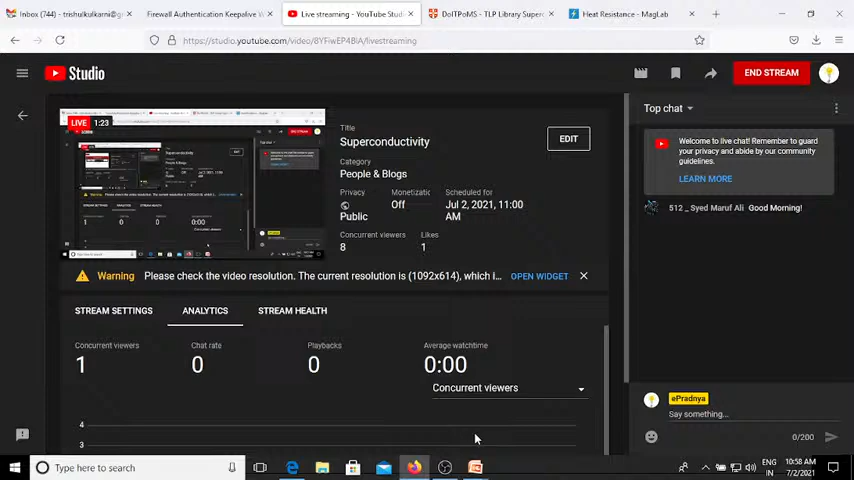 Inbox (744) - trishulkulkarni@g
Firewall Authentication Keepalive W
Live streaming - YouTube Studi
DoITPoMS - TLP Library Superc
Heat Resistance - MagLab
https://studio.youtube.com/video/8YFiwEP4BIA/livestreaming
Studio
END STREAM
LIVE 1:23
Title
Superconductivity
EDIT
Category
People & Blogs
Privacy
Public
Monetizatic
Off
Scheduled for
Jul 2, 2021, 11:00
AM
Concurrent viewers
8
Likes
1
Warning Please check the video resolution. The current resolution is (1092x614), which i... OPEN WIDGET
STREAM SETTINGS
ANALYTICS
STREAM HEALTH
Concurrent viewers
1
Chat rate
0
Playbacks
0
Average watchtime
0:00
Concurrent viewers
4
3
Top chat
Welcome to live chat! Remember to guard
your privacy and abide by our community
guidelines.
LEARN MORE
512 _ Syed Maruf Ali Good Morning!
ePradnya
Say something...
0/200
Type here to search
ENG
IN
10:58 AM
7/2/2021